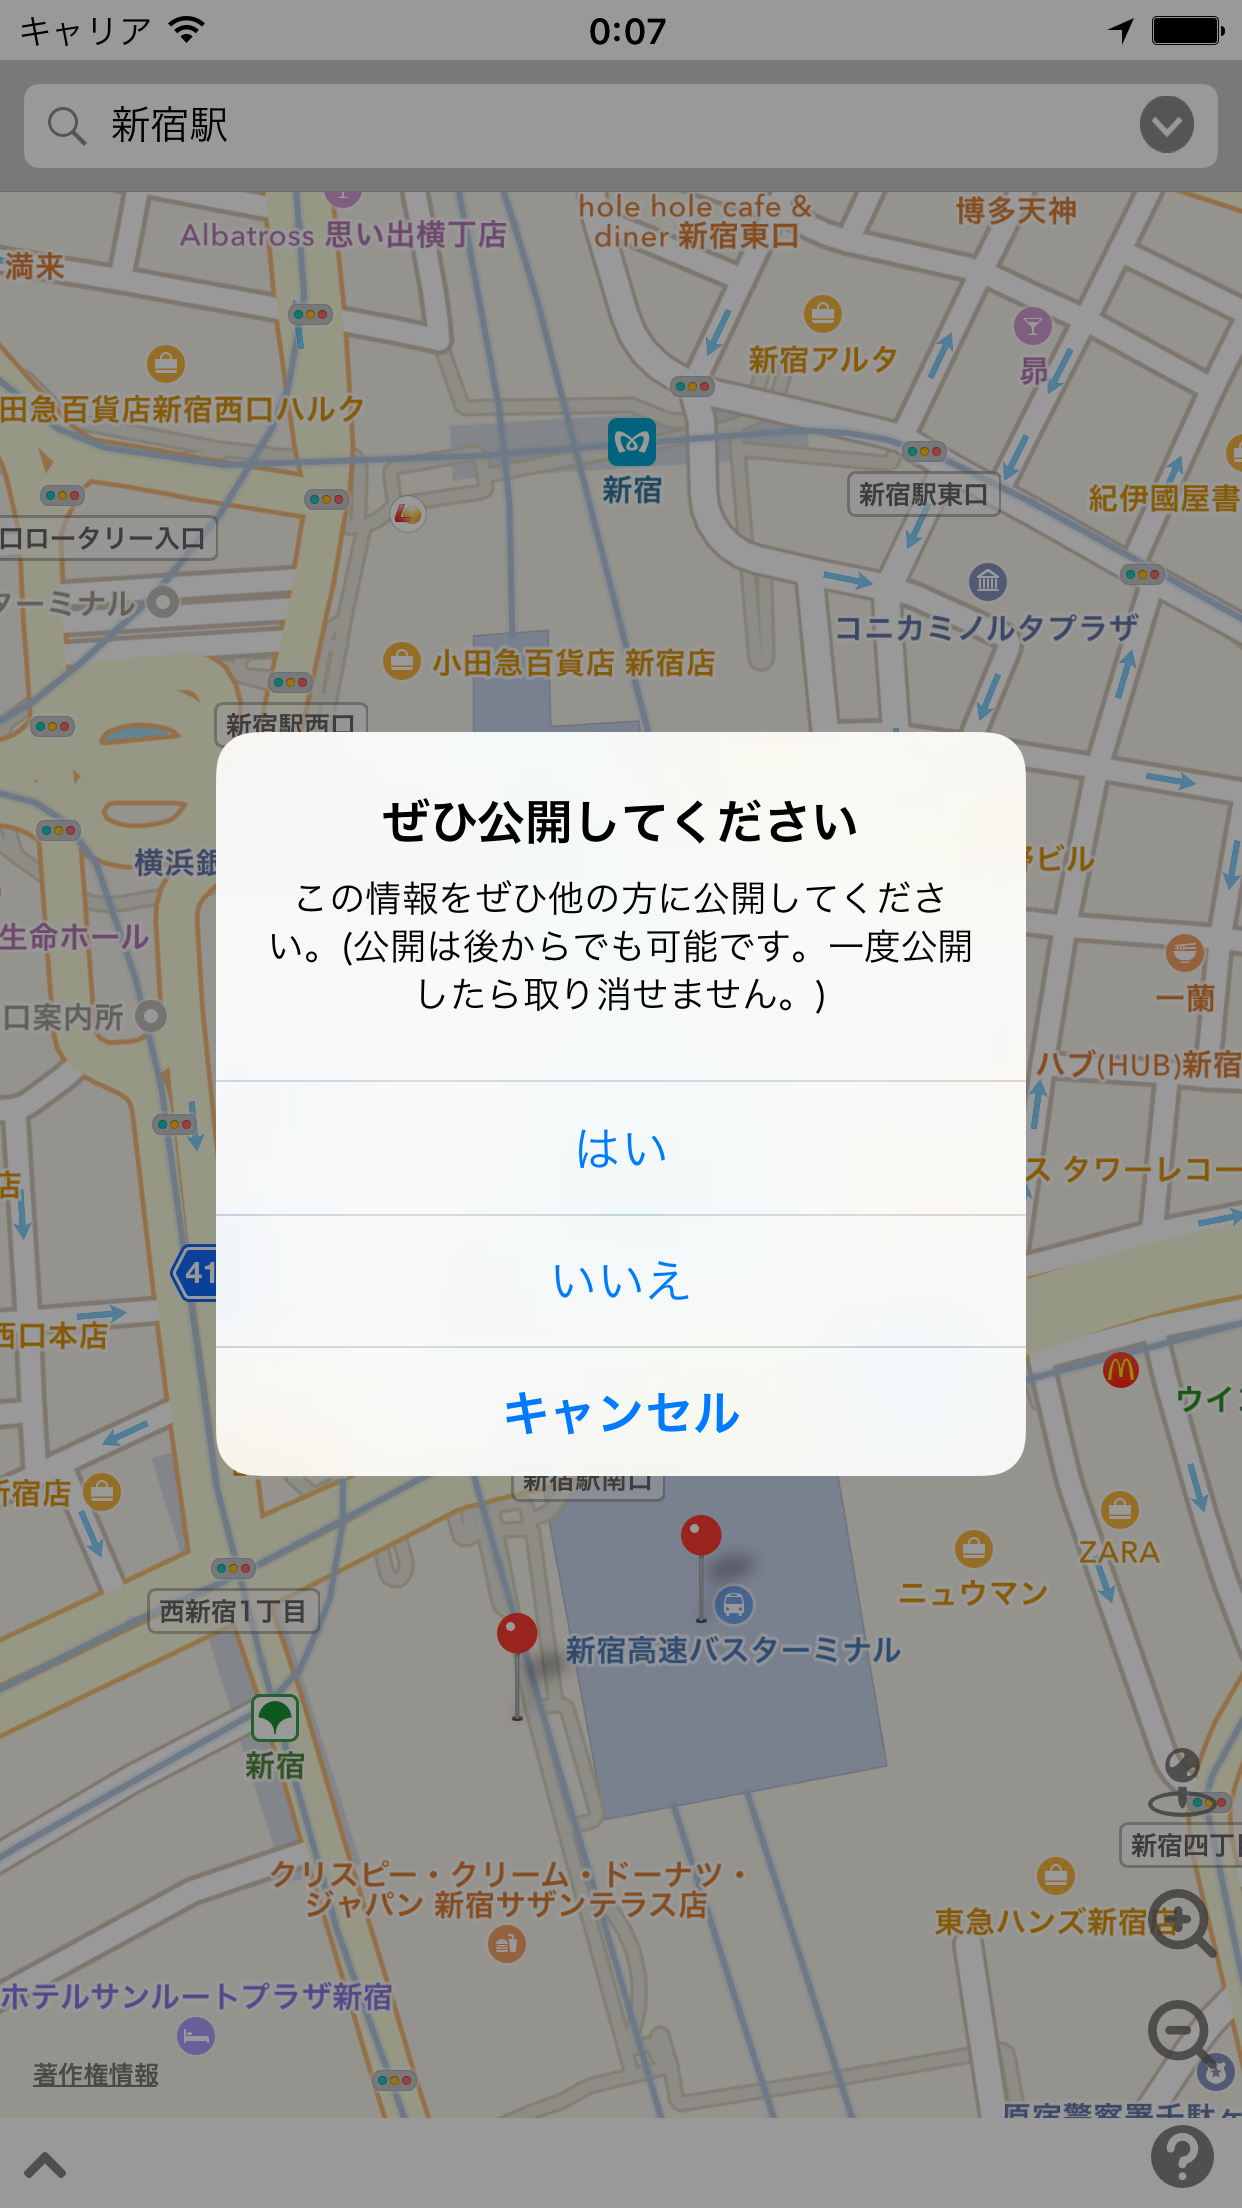 キャリア
0:07
新宿駅
hole hole cafe &
diner 新宿東口
博多天神
Albatross 思い出横丁店
満来
新宿アルタ
昴
田急百貨店新宿西口ハルク
新宿
新宿駅東口
紀伊國屋書
口ロータリー入口
ターミナル
コニカミノルタプラザ
小田急百貨店 新宿店
新宿駅西口
ぜひ公開してください
横浜銀
野ビル
この情報をぜひ他の方に公開してくださ
い。(公開は後からでも可能です。一度公開
したら取り消せません。)
生命ホール
一蘭
口案内所
ハブ(HUB)新宿
はい
ス タワーレコー
店
41
いいえ
西口本店
ウイン
キャンセル
新宿駅南口
新宿店
ZARA
ニュウマン
西新宿1丁目
新宿高速バスターミナル
新宿
新宿四丁目
クリスピー・クリーム・ドーナツ・
ジャパン 新宿サザンテラス店
東急ハンズ新宿店
ホテルサンルートプラザ新宿
著作権情報
原宿警察署千駄ヶ